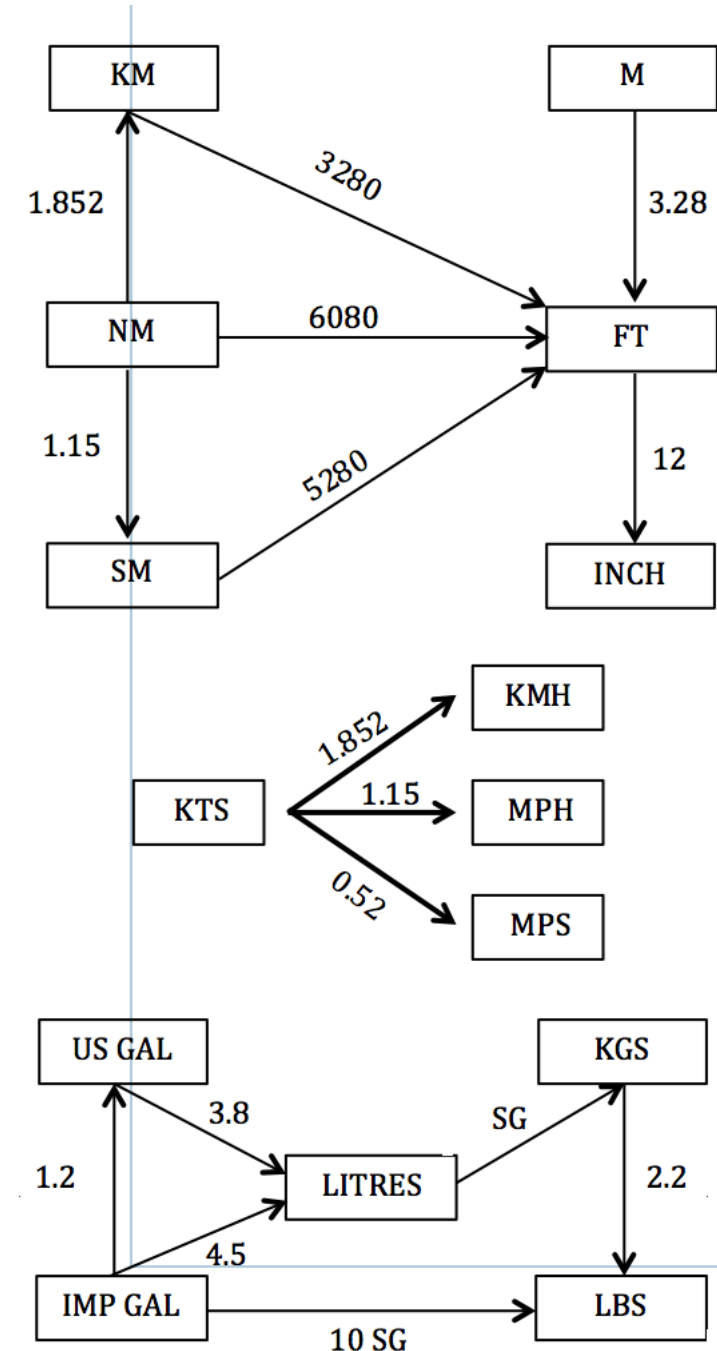 KM
M
3280
1.852
3.28
NM
6080
FT
1.15
5280
12
SM
INCH
KMH
1.852
KTS
1.15
MPH
0.52
MPS
US GAL
KGS
3.8
SG
1.2
LITRES
2.2
4.5
IMP GAL
LBS
10 SG